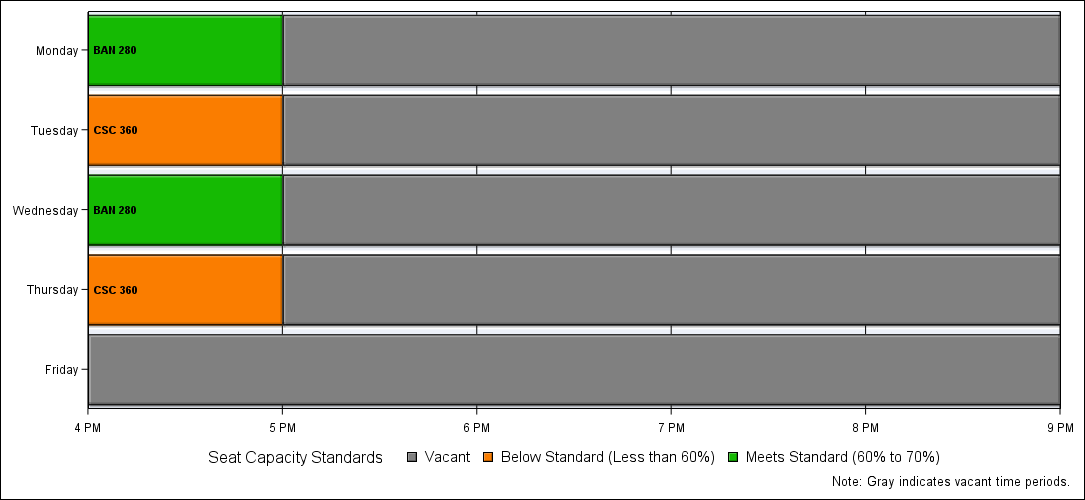 Monday
BAN 280
Tuesday
CSC 360
Wednesday
BAN 280
Thursday
CSC 360
Friday
4 PM 5 PM 6 PM 7 PM 8 PM 9 PM
Seat Capacity Standards Vacant Below Standard (Less than 60%) Meets Standard (60% to 70%)
Note: Gray indicates vacant time periods.